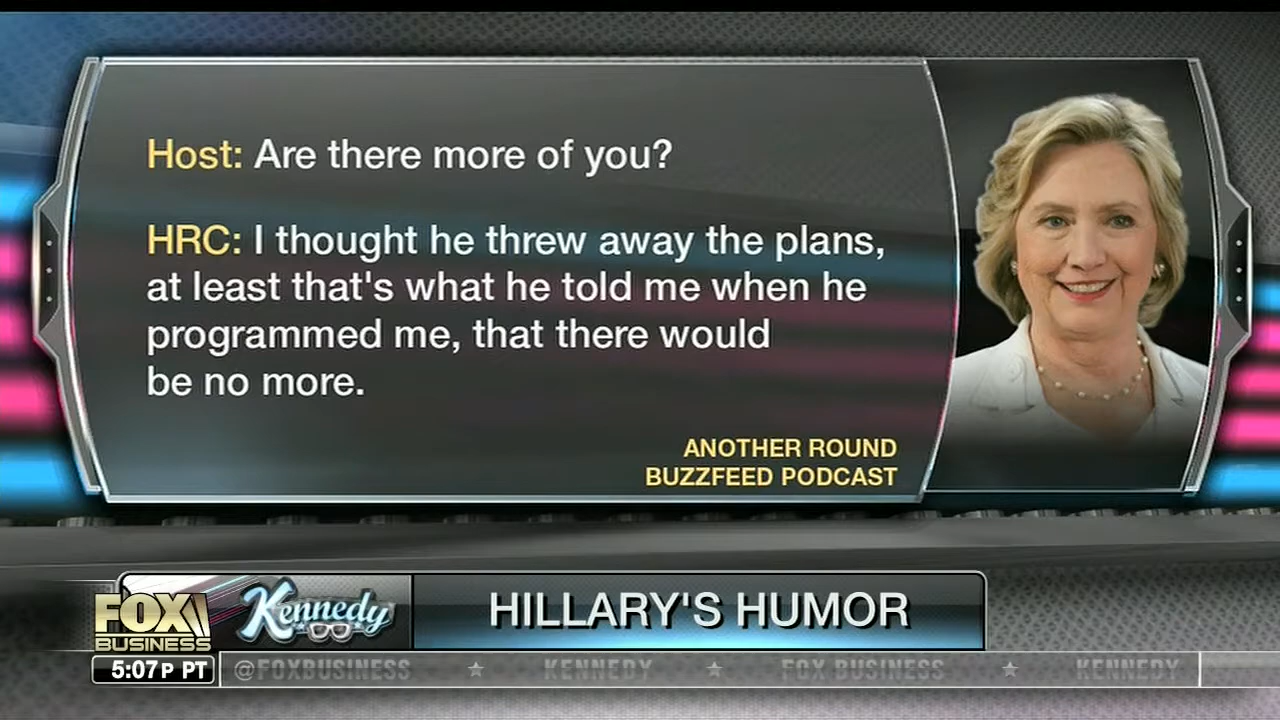 Host: Are there more of you?
HRC: I thought he threw away the plans,
at least that's what he told me when he
programmed me, that there would
be no more.
ANOTHER ROUND
BUZZFEED PODCAST
FOX
BUSINESS
Kennedy
HILLARY'S HUMOR
5:07P PT
@FOXBUSINESS ★ KENNEDY ★ FOX BUSINESS ★ KENNEDY